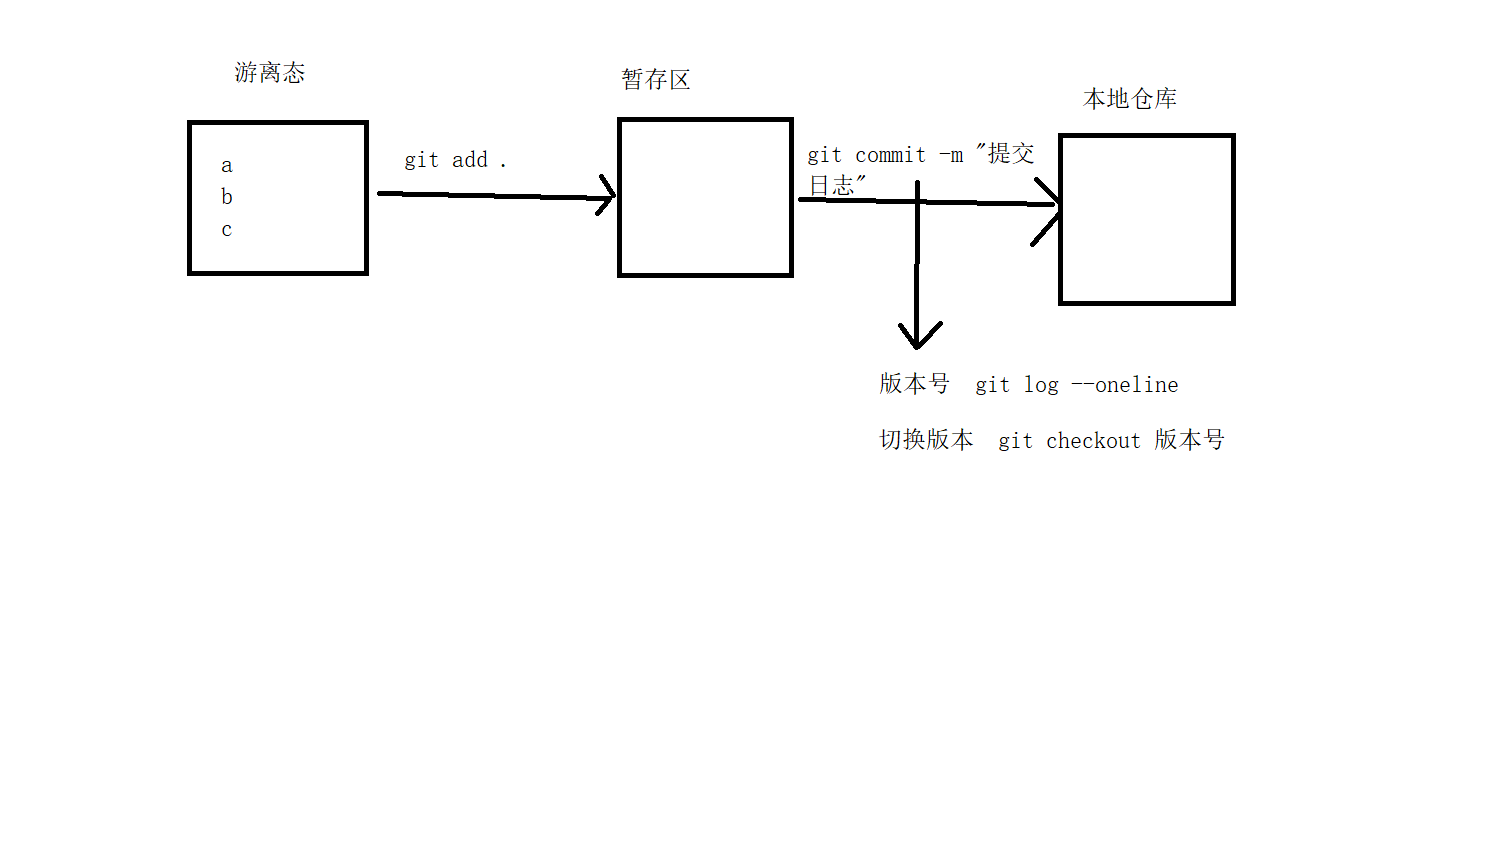 游离态
暂存区
本地仓库
a
b
c
git add .
git commit -m "提交
日志"
版本号 git log --oneline
切换版本 git checkout 版本号